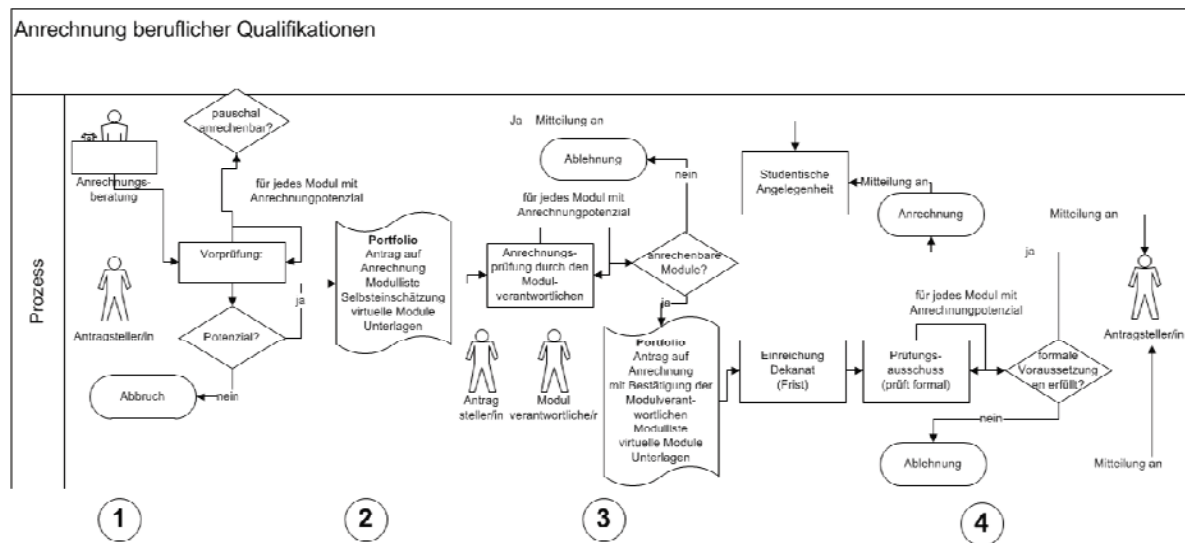 Anrechnung beruflicher Qualifikationen
Prozess
pauschal
anrechenbar?
Anrechnungs-
beratung
für jedes Modul mit
Anrechnungpotenzial
Vorprüfung:
ja
Antragsteller/in
Potenzial?
nein
Abbruch
Portfolio
Antrag auf
Anrechnung
Modulliste
Selbsteinschätzung
virtuelle Module
Unterlagen
Ja Mitteilung an
Ablehnung
nein
für jedes Modul mit
Anrechnungpotenzial
Anrechnungs-
prüfung durch den
Modul-
verantwortlichen
anrechenbare
Module?
ja
Antrag
steller/in
Modul
verantwortliche/r
Portfolio
Antrag auf
Anrechnung
mit Bestätigung der
Modulverant-
wortlichen
Modulliste
virtuelle Module
Unterlagen
Studentische
Angelegenheit
Mitteilung an
Anrechnung
Einreichung
Dekanat
(Frist)
für jedes Modul mit
Anrechnungpotenzial
Prüfungs-
ausschuss
(prüft formal)
ja
formale
Voraussetzung
en erfüllt?
nein
Ablehnung
Mitteilung an
Antragsteller/in
Mitteilung an
1
2
3
4